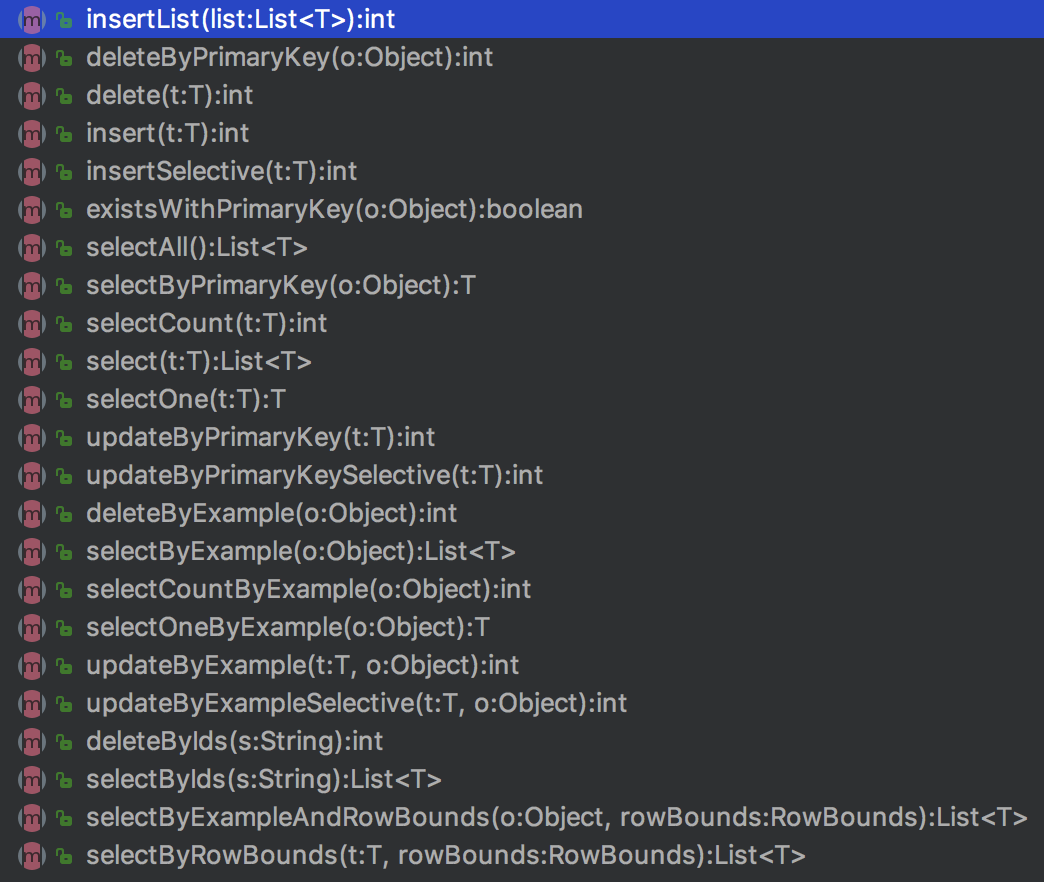 insertList(list:List<T>):int
deleteByPrimaryKey(o:Object):int
delete(t:T):int
insert(t:T):int
insertSelective(t:T):int
existsWithPrimaryKey(o:Object):boolean
selectAll():List<T>
selectByPrimaryKey(o:Object):T
selectCount(t:T):int
select(t:T):List<T>
selectOne(t:T):T
updateByPrimaryKey(t:T):int
updateByPrimaryKeySelective(t:T):int
deleteByExample(o:Object):int
selectByExample(o:Object):List<T>
selectCountByExample(o:Object):int
selectOneByExample(o:Object):T
updateByExample(t:T, o:Object):int
updateByExampleSelective(t:T, o:Object):int
deleteByIds(s:String):int
selectByIds(s:String):List<T>
selectByExampleAndRowBounds(o:Object, rowBounds:RowBounds):List<T>
selectByRowBounds(t:T, rowBounds:RowBounds):List<T>